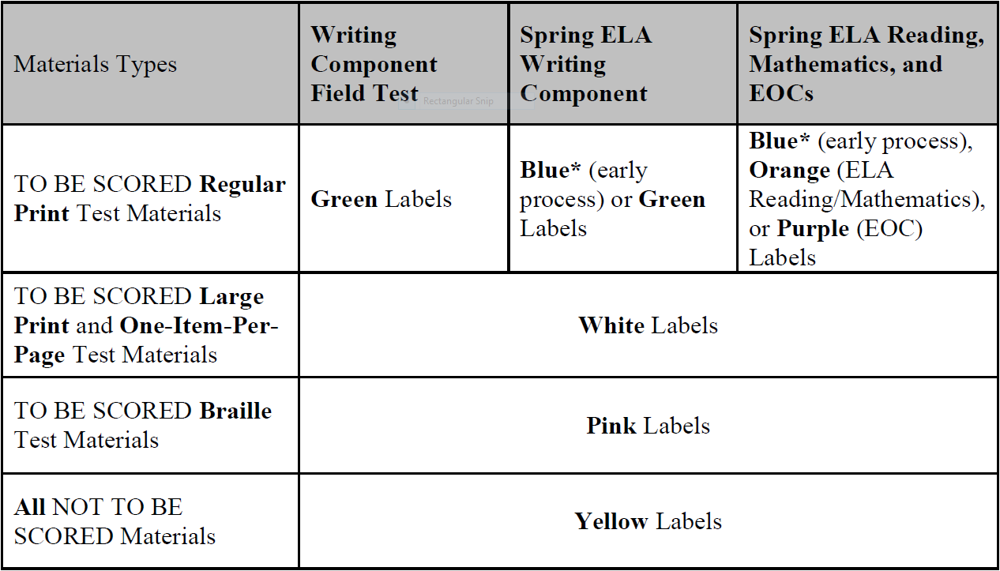 Materials Types
Writing
Component
Field Test
Spring ELA
Writing
Component
Spring ELA Reading,
Mathematics, and
EOCs
Rectangular Snip
TO BE SCORED Regular
Print Test Materials
Green Labels
Blue* (early
process) or Green
Labels
Blue* (early process),
Orange (ELA
Reading/Mathematics),
or Purple (EOC)
Labels
TO BE SCORED Large
Print and One-Item-Per-
Page Test Materials
White Labels
TO BE SCORED Braille
Test Materials
Pink Labels
All NOT TO BE
SCORED Materials
Yellow Labels